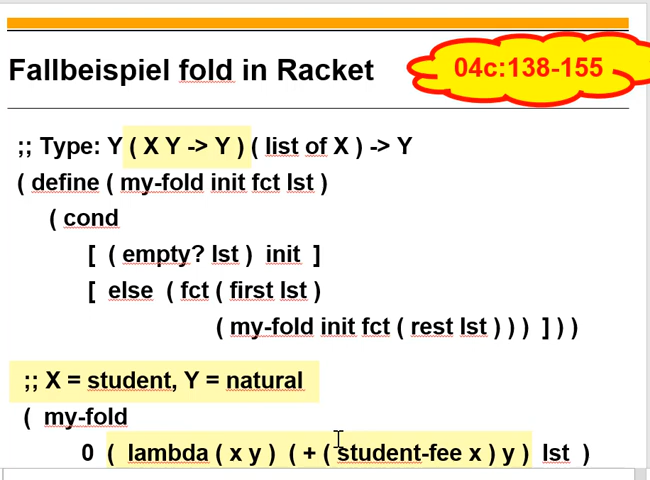 Fallbeispiel fold in Racket
04c:138-155
;; Type: Y ( X Y -> Y ) ( list of X ) -> Y
( define ( my-fold init fct lst )
( cond
[ ( empty? lst ) init ]
[ else ( fct ( first lst )
( my-fold init fct ( rest lst ) ) ) ] ) )
;; X = student, Y = natural
( my-fold
0 ( lambda ( x y ) ( + ( student-fee x ) y ) lst )